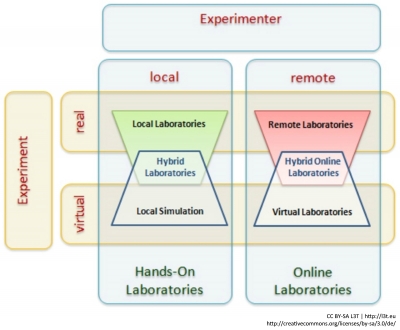 Experimenter
local
remote
Experiment
real
virtual
Local Laboratories
Remote Laboratories
Hybrid
Laboratories
Hybrid Online
Laboratories
Local Simulation
Virtual Laboratories
Hands-On
Laboratories
Online
Laboratories
CC BY-SA L3T | http://l3t.eu
http://creativecommons.org/licenses/by-sa/3.0/de/